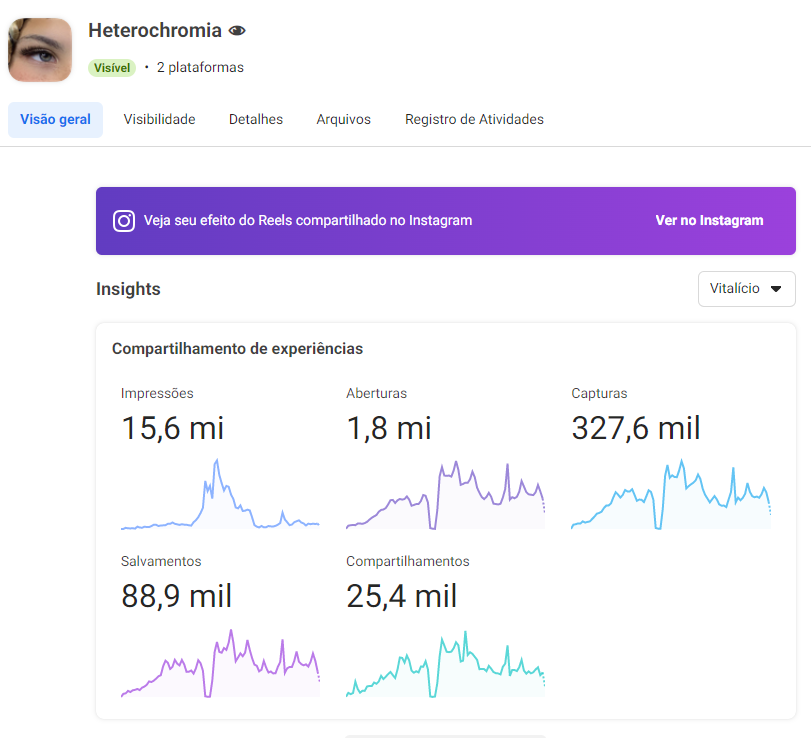 Heterochromia 👁
Visível • 2 plataformas
Visão geral Visibilidade Detalhes Arquivos Registro de Atividades
Veja seu efeito do Reels compartilhado no Instagram Ver no Instagram
Insights Vitalício
Compartilhamento de experiências
Impressões Aberturas Capturas
15,6 mi 1,8 mi 327,6 mil
Salvamentos Compartilhamentos
88,9 mil 25,4 mil